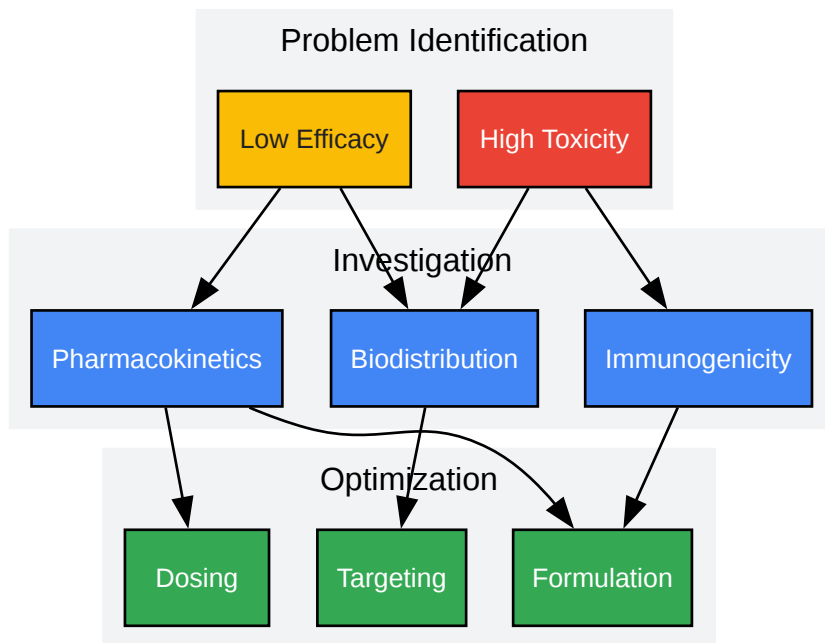 Problem Identification
Low Efficacy
High Toxicity
Investigation
Pharmacokinetics
Biodistribution
Immunogenicity
Optimization
Dosing
Targeting
Formulation